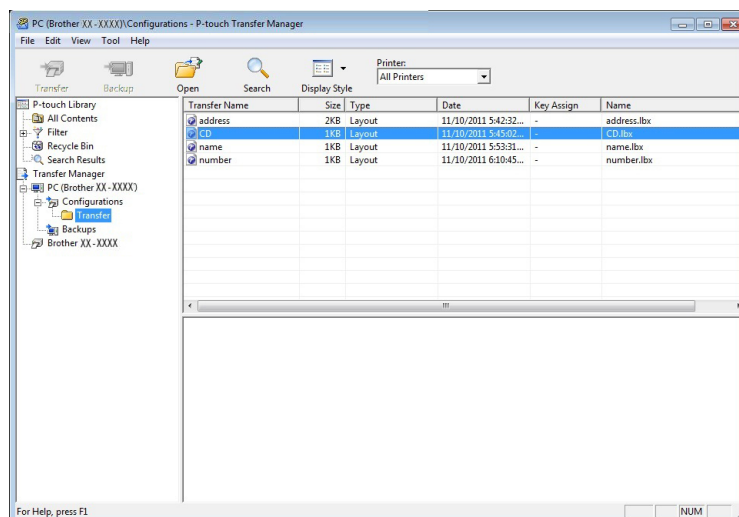 PC (Brother XX-XXXX)\Configurations - P-touch Transfer Manager
File Edit View Tool Help
Transfer Backup Open Search Display Style
Printer:
All Printers
P-touch Library
All Contents
Filter
Recycle Bin
Search Results
Transfer Manager
PC (Brother XX-XXXX)
Configurations
Transfer
Backups
Brother XX-XXXX
Transfer Name Size Type Date Key Assign Name
address 2KB Layout 11/10/2011 5:42:32... - address.lbx
CD 1KB Layout 11/10/2011 5:45:02... - CD.lbx
name 1KB Layout 11/10/2011 5:53:31... - name.lbx
number 1KB Layout 11/10/2011 6:10:45... - number.lbx
For Help, press F1
NUM